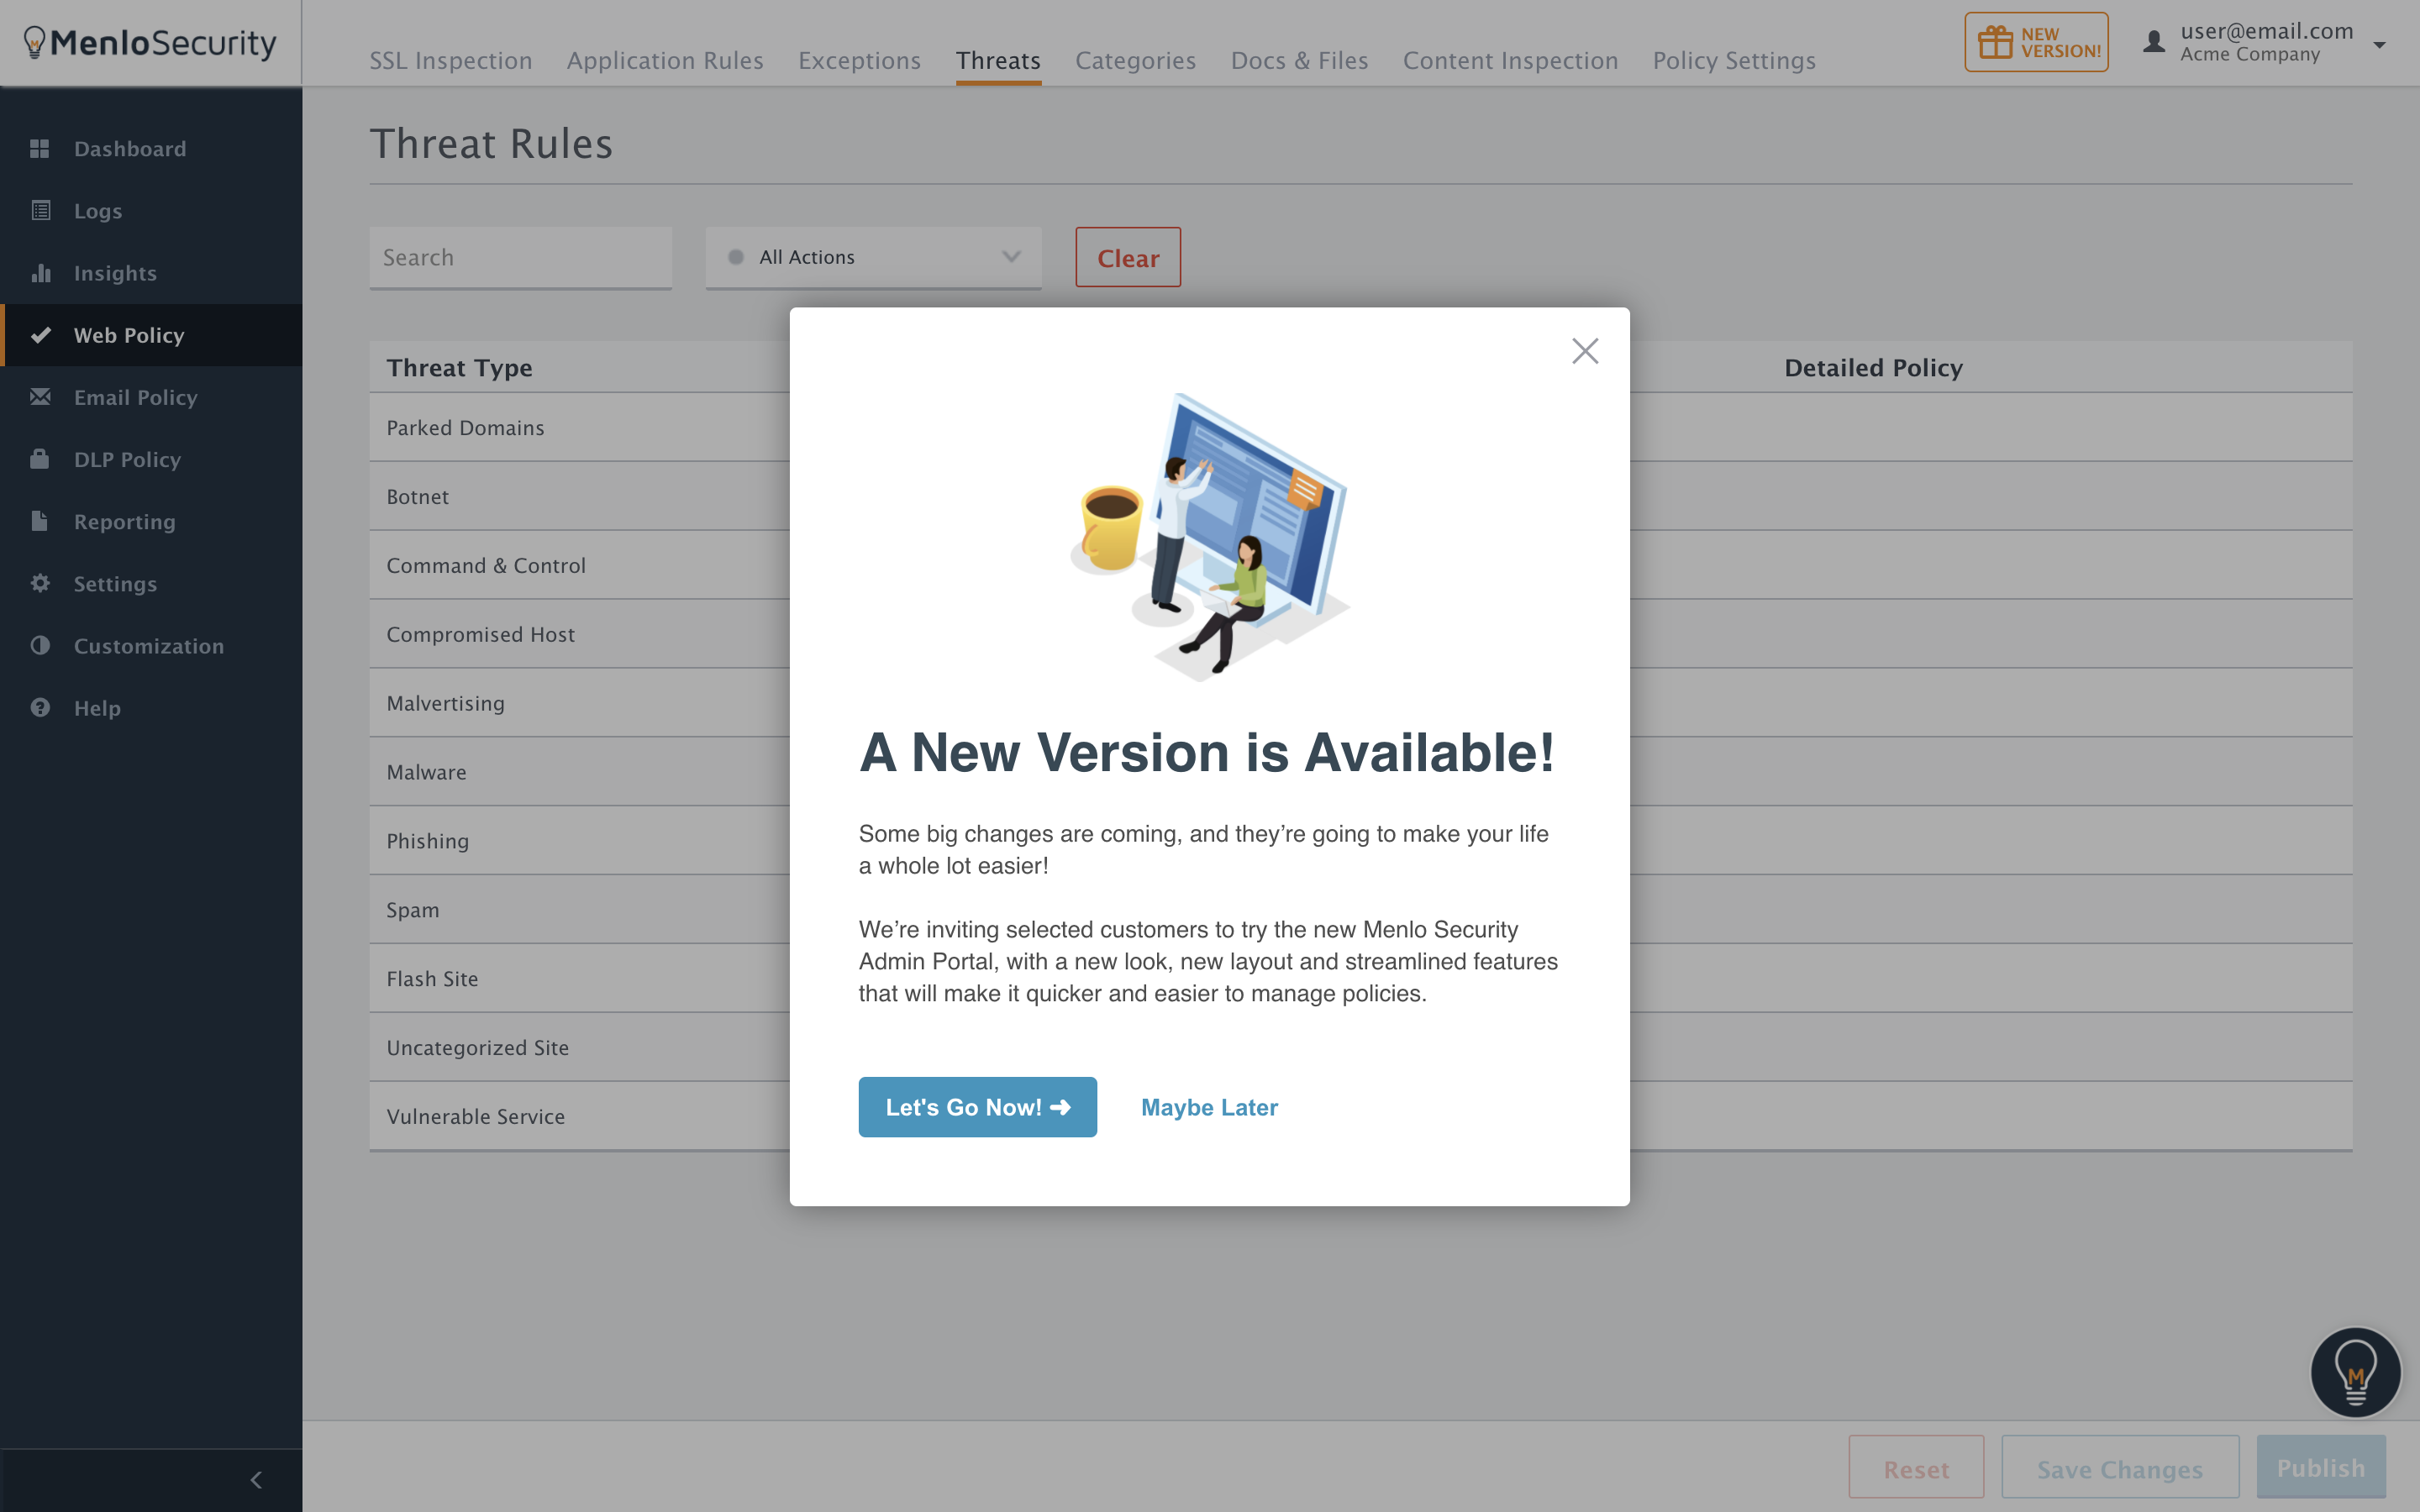 MenloSecurity
SSL Inspection
Application Rules
Exceptions
Threats
Categories
Docs & Files
Content Inspection
Policy Settings
NEW
VERSION!
user@email.com
Acme Company
Dashboard
Logs
Insights
Web Policy
Email Policy
DLP Policy
Reporting
Settings
Customization
Help
Threat Rules
Search
All Actions
Clear
Threat Type
Detailed Policy
Parked Domains
Botnet
Command & Control
Compromised Host
Malvertising
Malware
Phishing
Spam
Flash Site
Uncategorized Site
Vulnerable Service
A New Version is Available!
Some big changes are coming, and they’re going to make your life
a whole lot easier!
We’re inviting selected customers to try the new Menlo Security
Admin Portal, with a new look, new layout and streamlined features
that will make it quicker and easier to manage policies.
Let's Go Now! ➜
Maybe Later
M
Reset
Save Changes
Publish